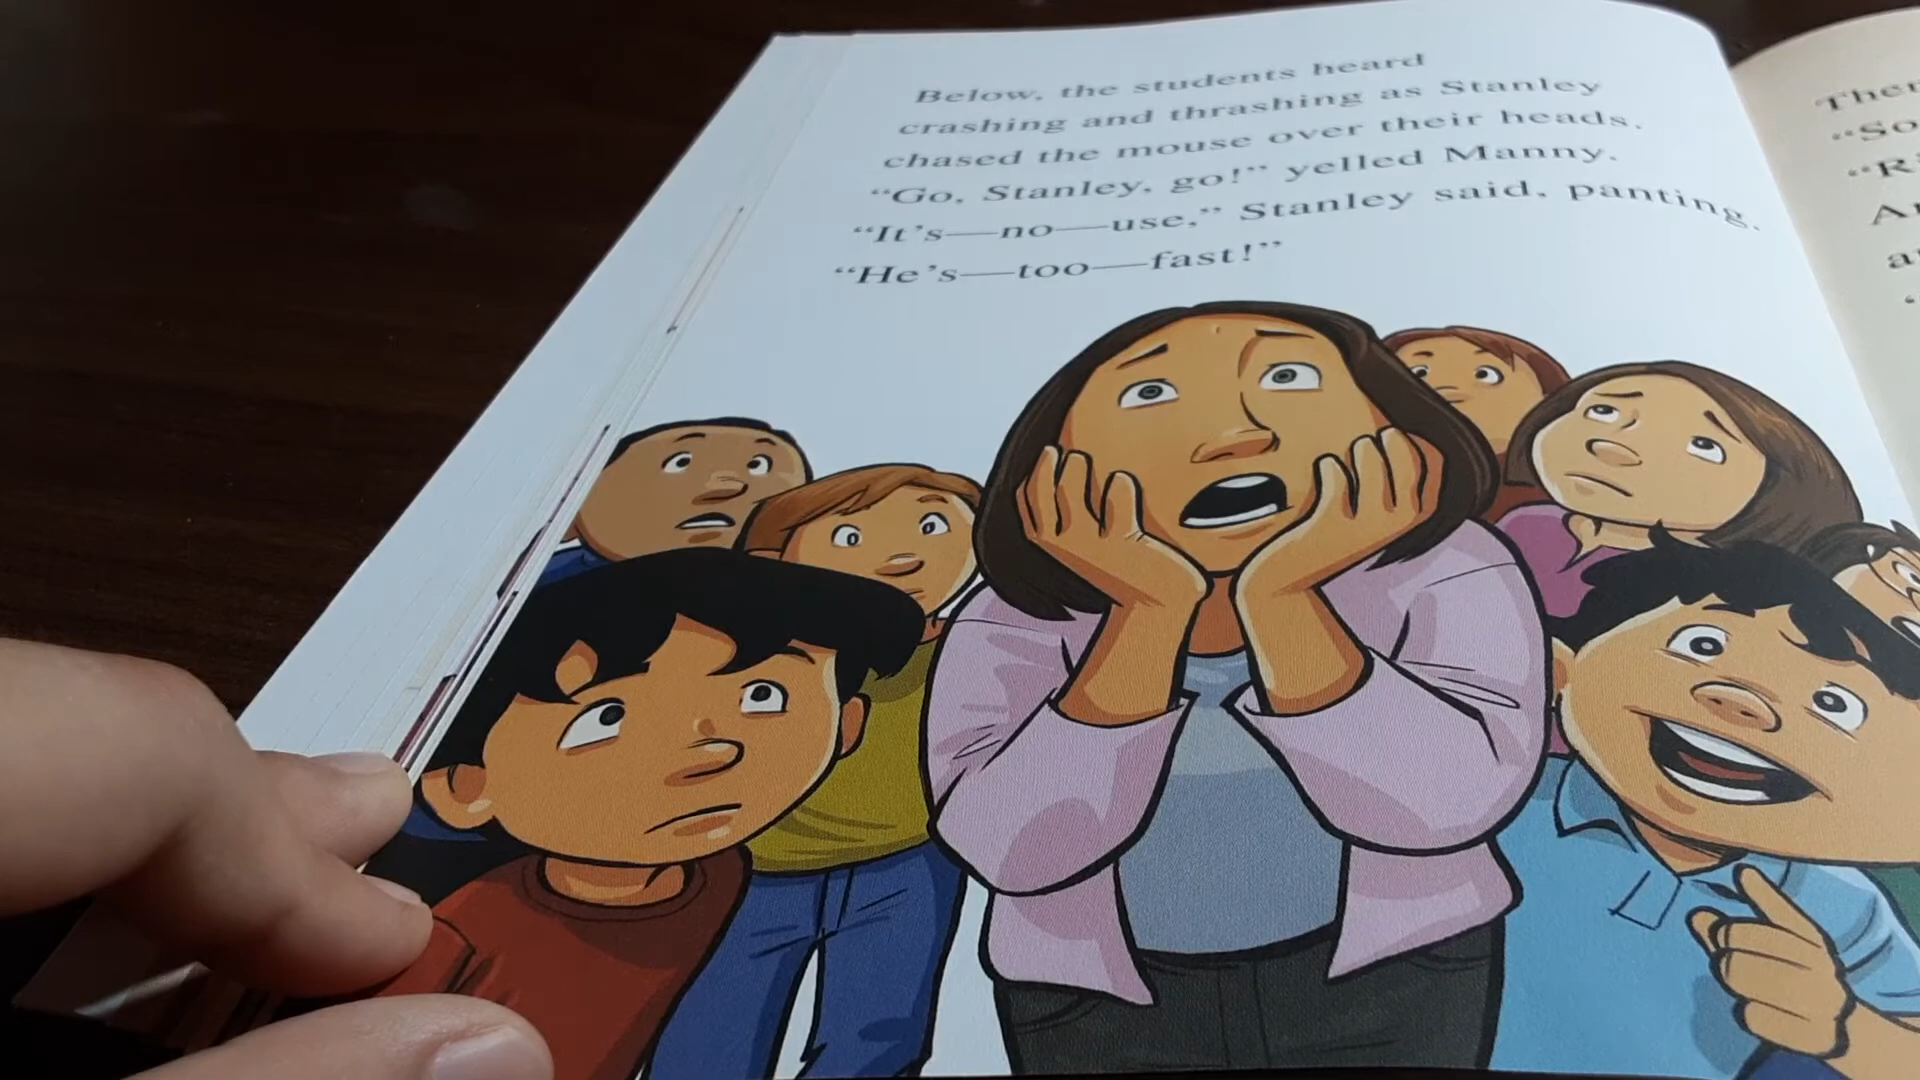 Below, the students heard
crashing and thrashing as Stanley
chased the mouse over their heads.
“Go, Stanley, go!” yelled Manny.
“It’s—no—use,” Stanley said, panting.
“He’s—too—fast!”